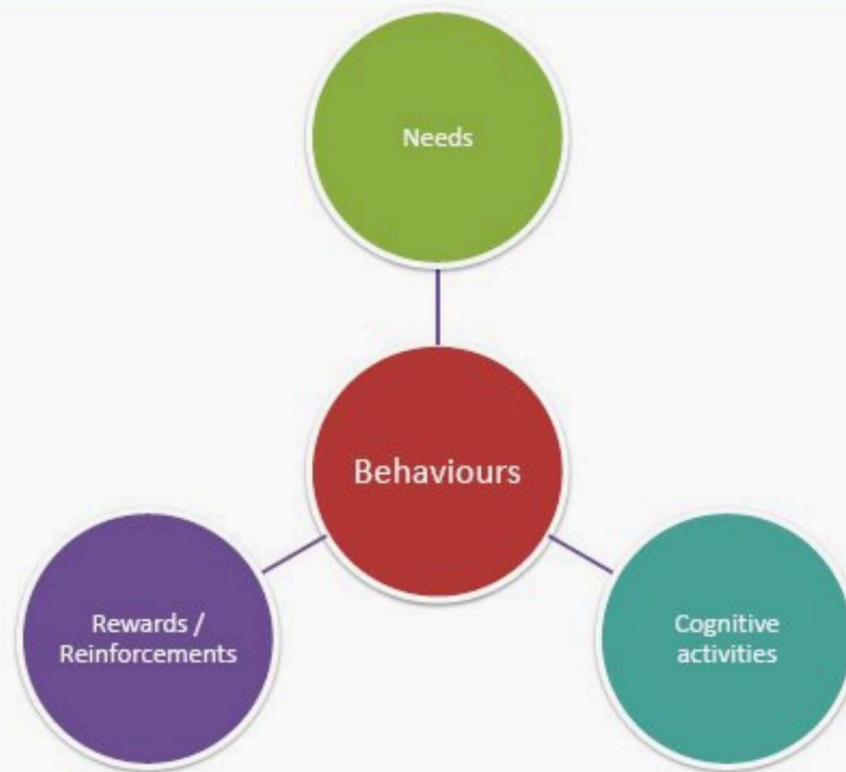 Needs
Behaviours
Rewards /
Reinforcements
Cognitive
activities